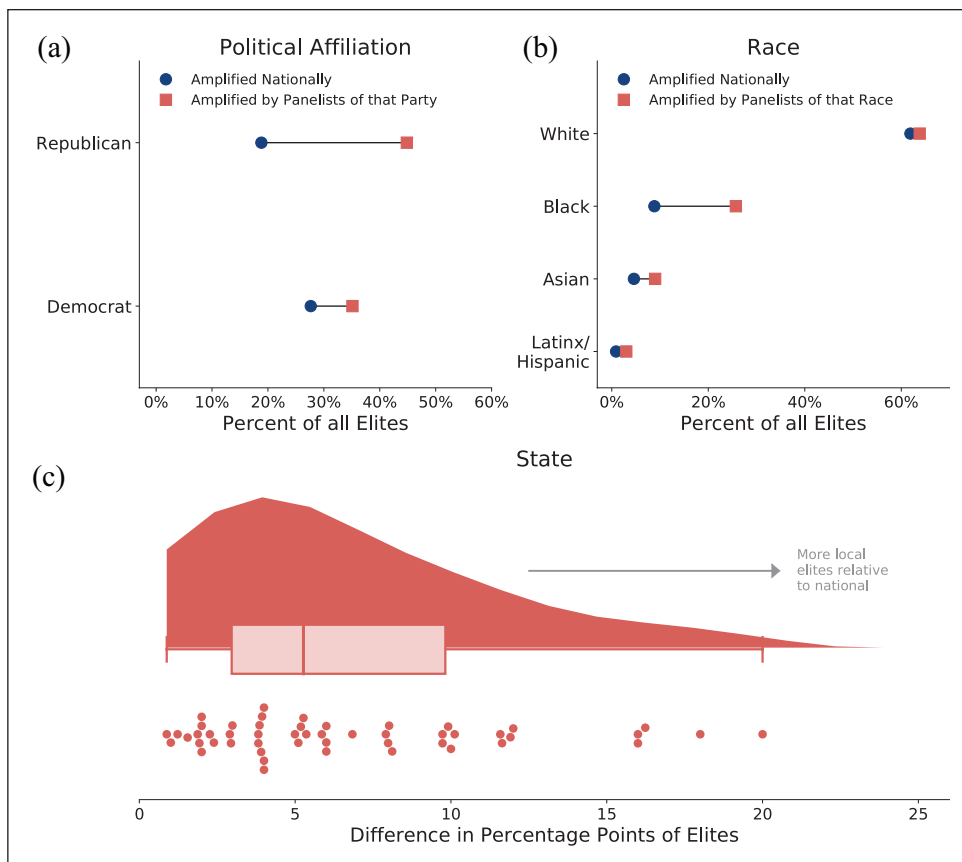 (a)
Political Affiliation
Amplified Nationally
Amplified by Panelists of that Party
Republican
Democrat
0% 10% 20% 30% 40% 50% 60%
Percent of all Elites
(b)
Race
Amplified Nationally
Amplified by Panelists of that Race
White
Black
Asian
Latinx/
Hispanic
0% 20% 40% 60%
Percent of all Elites
(c)
State
More local
elites relative
to national
0 5 10 15 20 25
Difference in Percentage Points of Elites